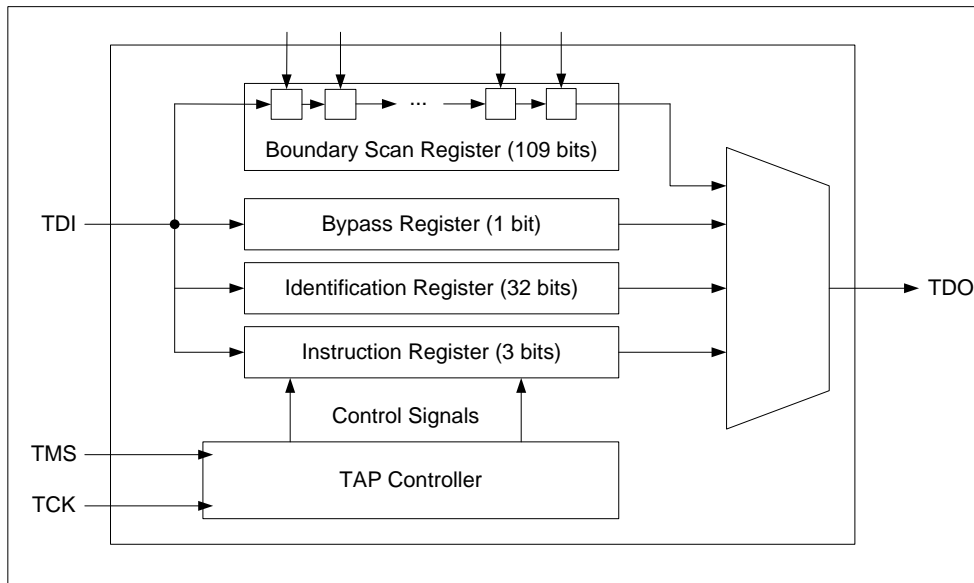 ...
Boundary Scan Register (109 bits)
TDI
Bypass Register (1 bit)
Identification Register (32 bits)
TDO
Instruction Register (3 bits)
Control Signals
TMS
TAP Controller
TCK